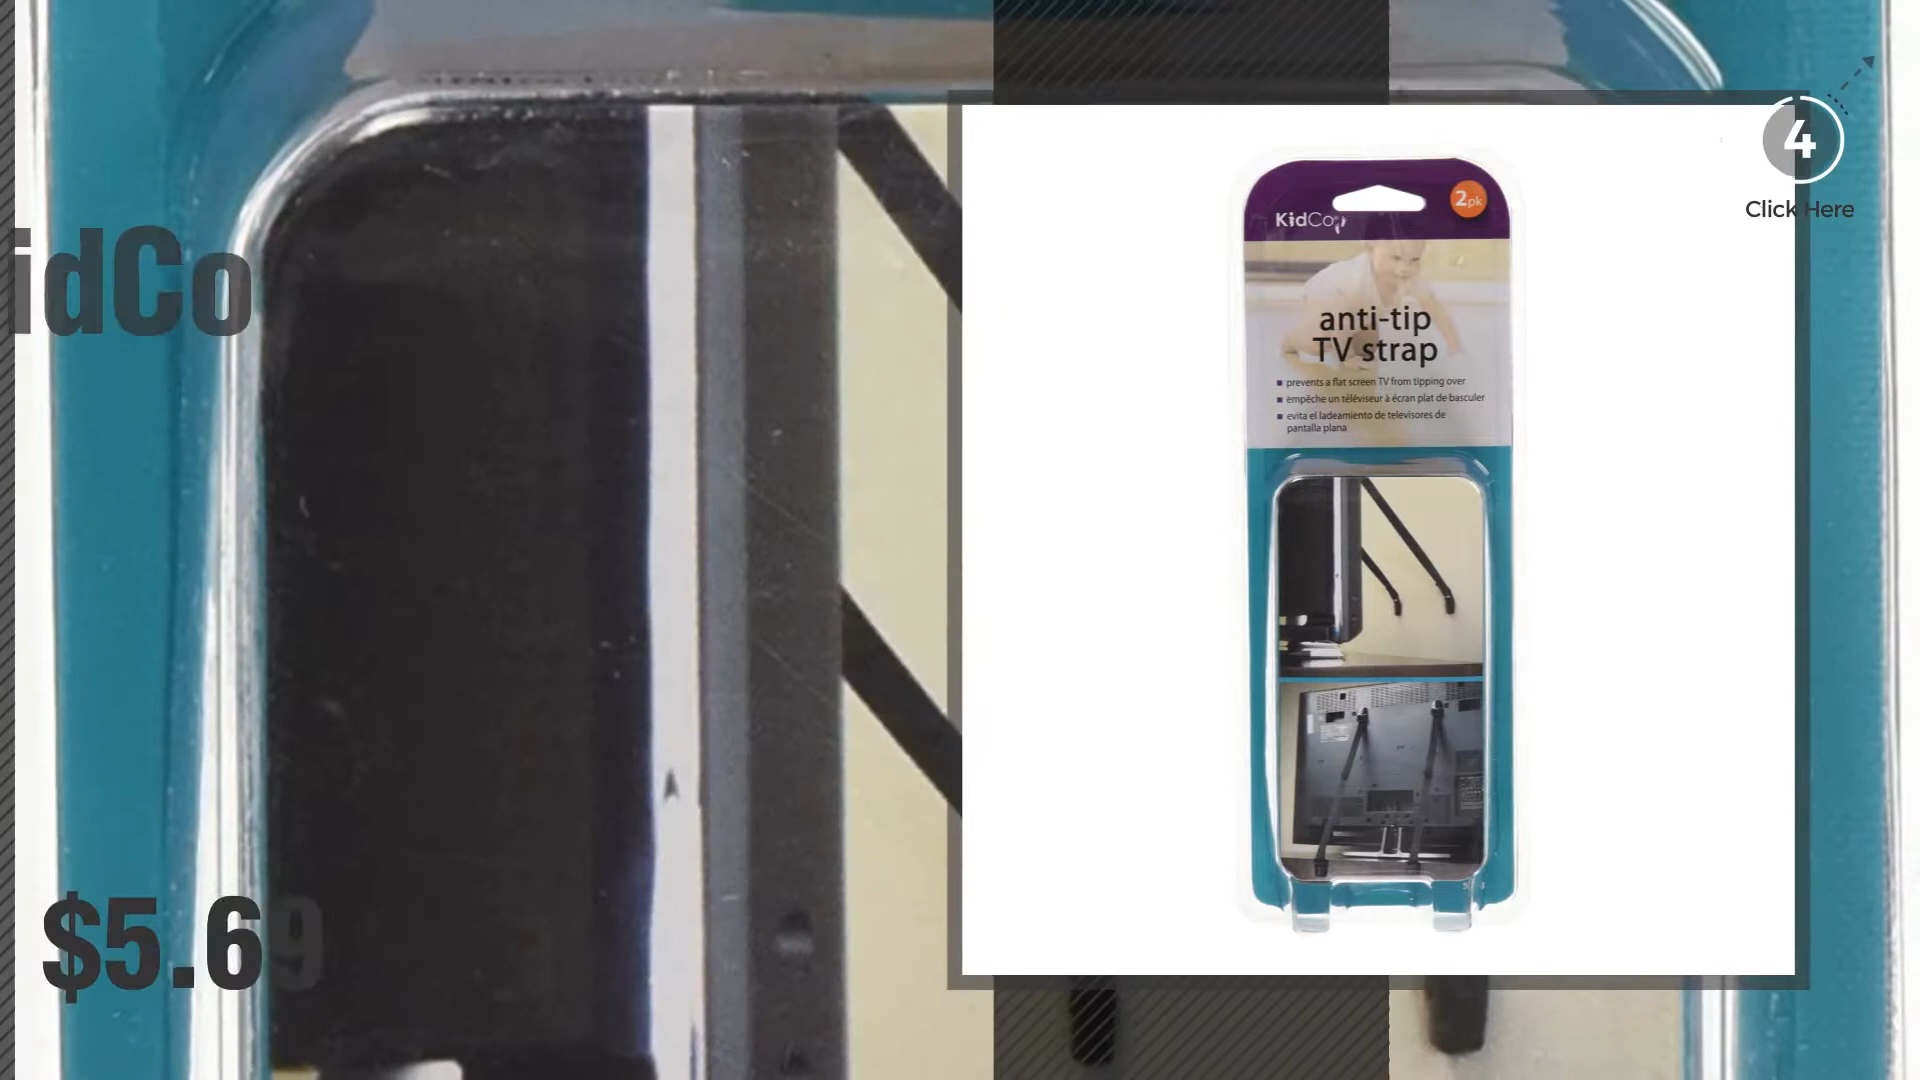 4
Click Here
idCo
$5.69
KidCo
2pk
anti-tip
TV strap
prevents a flat screen TV from tipping over
empêche un téléviseur à écran plat de basculer
evita el ladeamiento de televisores de
pantalla plana